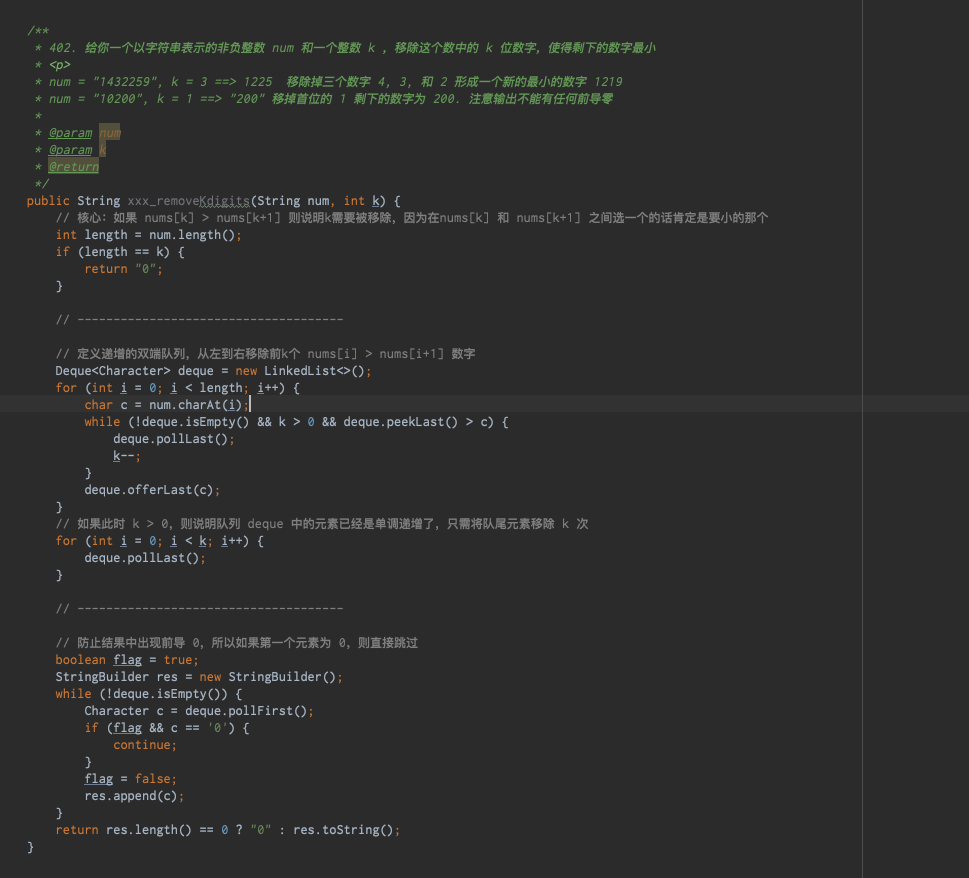 /**
 * 402. 给你一个以字符串表示的非负整数 num 和一个整数 k ，移除这个数中的 k 位数字，使得剩下的数字最小
 * <p>
 * num = "1432259", k = 3 ==> 1225  移除掉三个数字 4, 3, 和 2 形成一个新的最小的数字 1219
 * num = "10200", k = 1 ==> "200" 移掉首位的 1 剩下的数字为 200. 注意输出不能有任何前导零
 *
 * @param num
 * @param k
 * @return
 */
public String xxx_removeKdigits(String num, int k) {
    // 核心：如果 nums[k] > nums[k+1] 则说明k需要被移除，因为在nums[k] 和 nums[k+1] 之间选一个的话肯定是要小的那个
    int length = num.length();
    if (length == k) {
        return "0";
    }
    // -------------------------------------
    // 定义递增的双端队列，从左到右移除前k个 nums[i] > nums[i+1] 数字
    Deque<Character> deque = new LinkedList<>();
    for (int i = 0; i < length; i++) {
        char c = num.charAt(i);
        while (!deque.isEmpty() && k > 0 && deque.peekLast() > c) {
            deque.pollLast();
            k--;
        }
        deque.offerLast(c);
    }
    // 如果此时 k > 0，则说明队列 deque 中的元素已经是单调递增了，只需将队尾元素移除 k 次
    for (int i = 0; i < k; i++) {
        deque.pollLast();
    }
    // -------------------------------------
    // 防止结果中出现前导 0，所以如果第一个元素为 0，则直接跳过
    boolean flag = true;
    StringBuilder res = new StringBuilder();
    while (!deque.isEmpty()) {
        Character c = deque.pollFirst();
        if (flag && c == '0') {
            continue;
        }
        flag = false;
        res.append(c);
    }
    return res.length() == 0 ? "0" : res.toString();
}